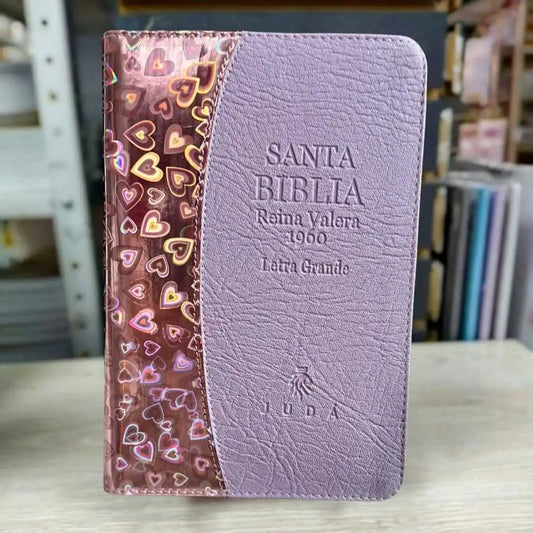 SANTA
BIBLIA
Reina Valera
1960
Letra Grande
JUDÁ